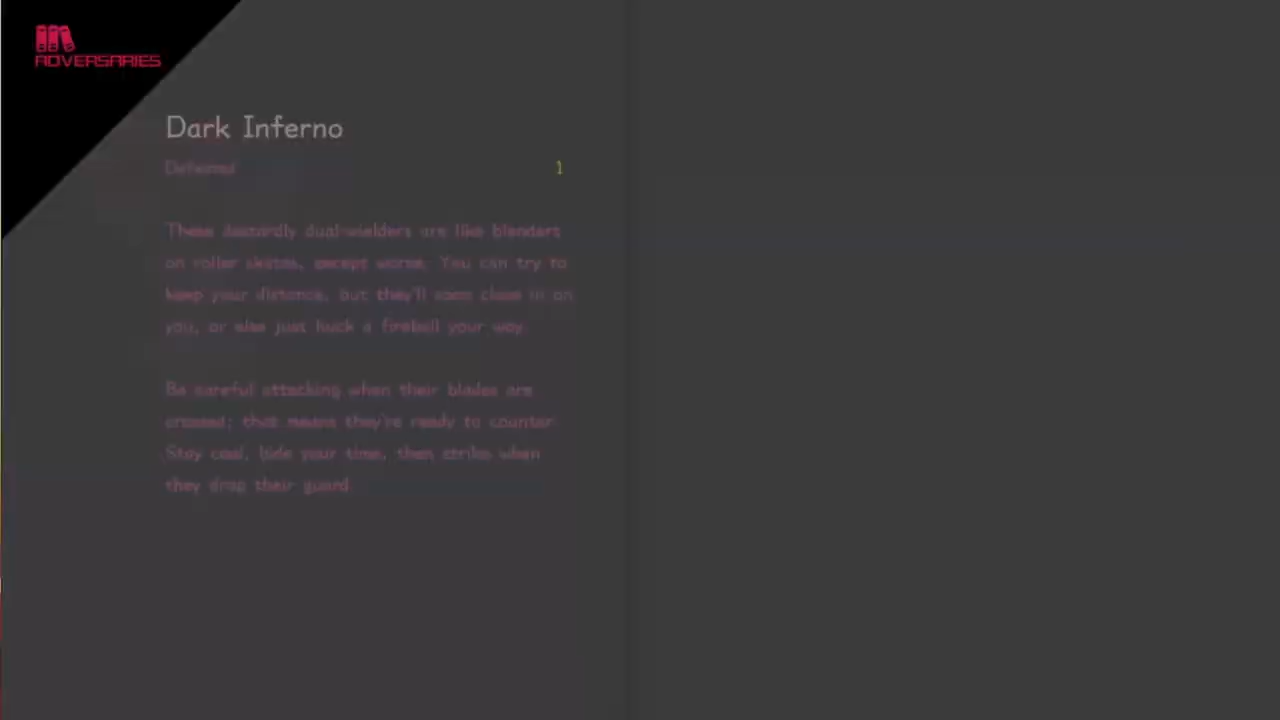 ADVERSARIES
Dark Inferno
Defeated 1
These dastardly dual-wielders are like blenders
on roller skates, except worse. You can try to
keep your distance, but they'll soon close in on
you, or else just huck a fireball your way.
Be careful attacking when their blades are
crossed; that means they're ready to counter.
Stay cool, bide your time, then strike when
they drop their guard.